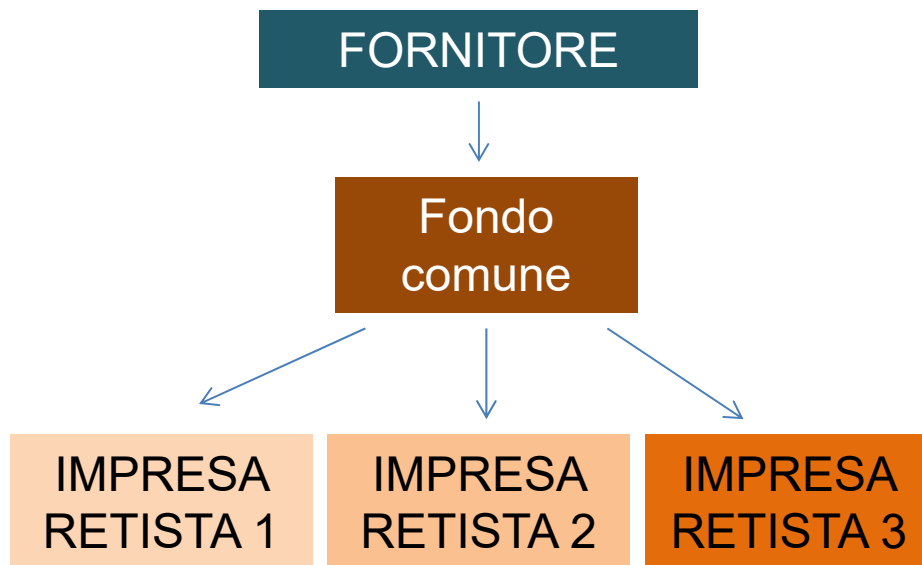 FORNITORE
Fondo
comune
IMPRESA
RETISTA 1
IMPRESA
RETISTA 2
IMPRESA
RETISTA 3